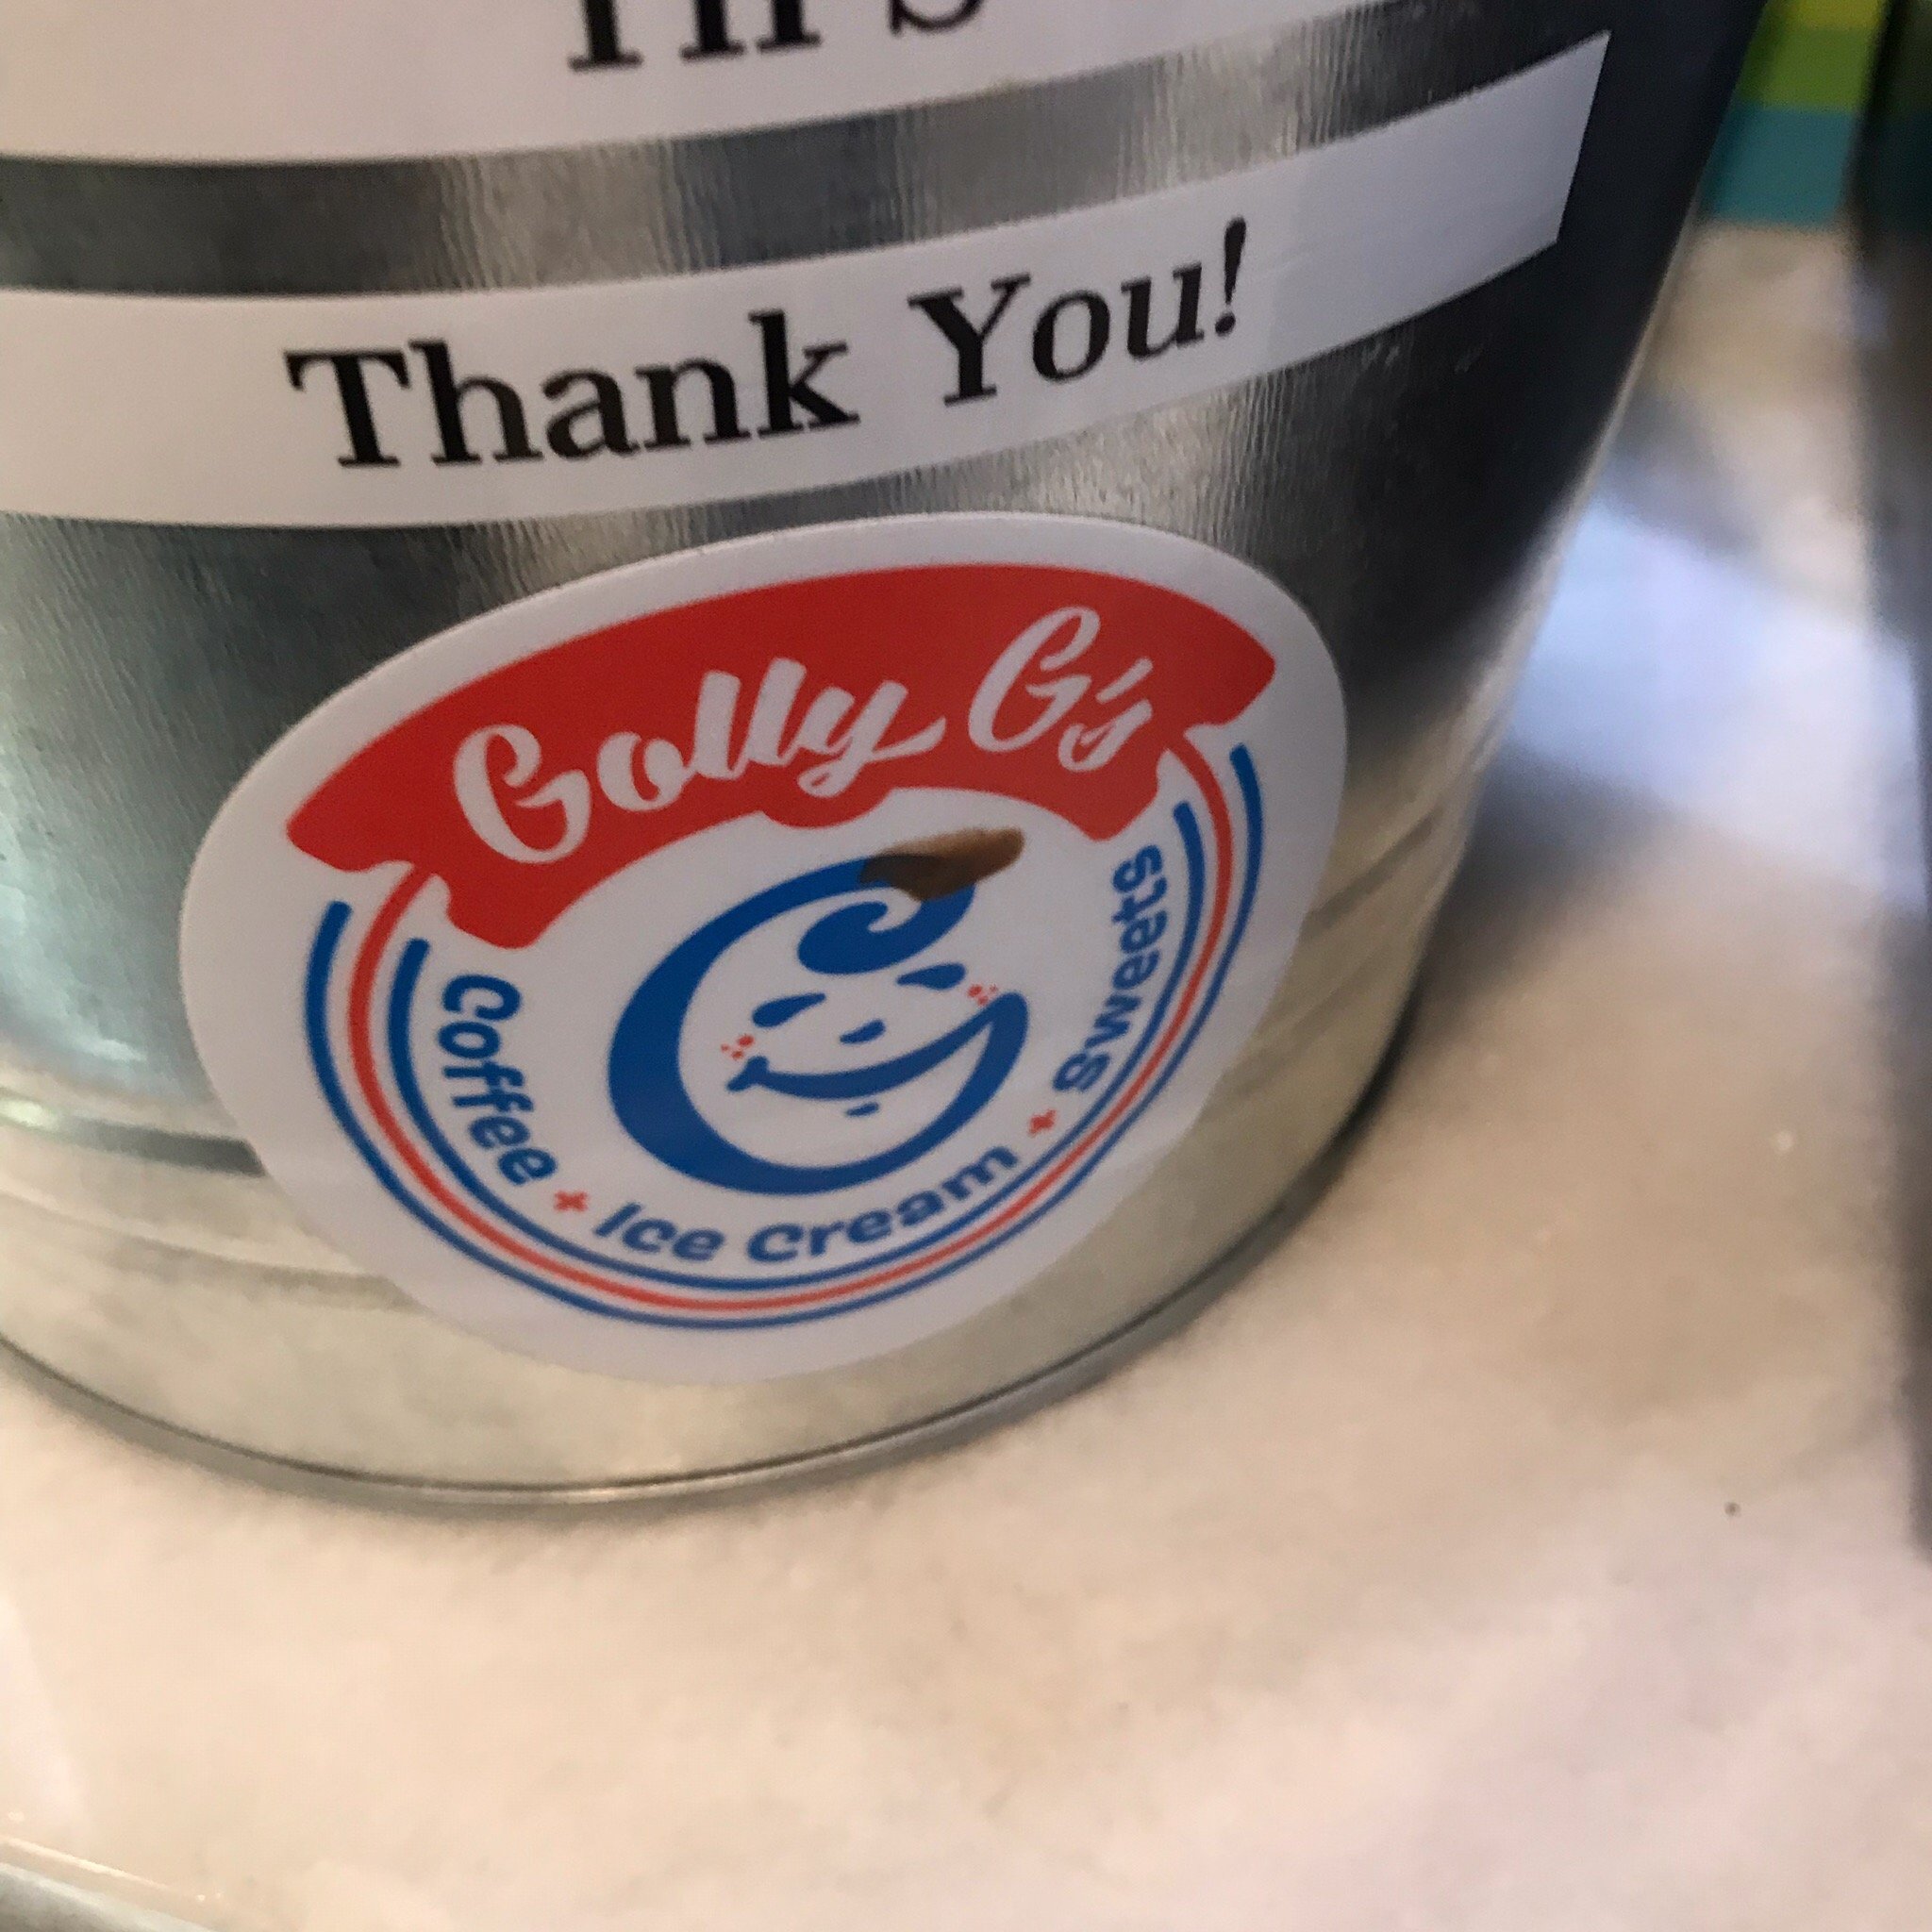 Thank You!
Golly G's
Coffee + Ice Cream + Sweets